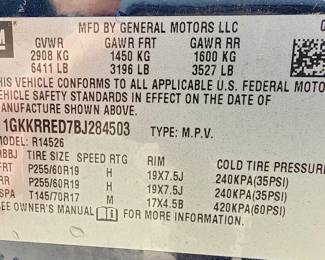 MFD BY GENERAL MOTORS LLC
GVWR GAWR FRT GAWR RR
2908 KG 1450 KG 1600 KG
6411 LB 3196 LB 3527 LB
THIS VEHICLE CONFORMS TO ALL APPLICABLE U.S. FEDERAL MOTOR
VEHICLE SAFETY STANDARDS IN EFFECT ON THE DATE OF
MANUFACTURE SHOWN ABOVE.
1GKKRRED7BJ284503 TYPE: M.P.V.
MODEL: R14526
RBBJ TIRE SIZE SPEED RTG RIM COLD TIRE PRESSURE
FRT P255/60R19 H 19X7.5J 240KPA(35PSI)
RR P255/60R19 H 19X7.5J 240KPA(35PSI)
SPA T145/70R17 M 17X4.5B 420KPA(60PSI)
SEE OWNER'S MANUAL FOR MORE INFORMATION.